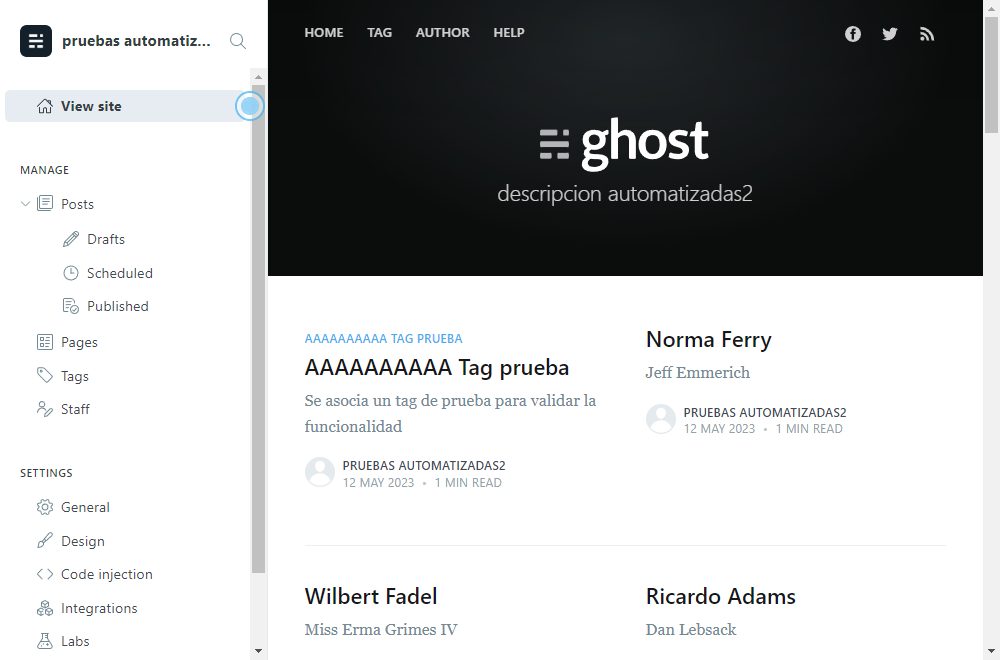 pruebas automatiz...
View site
MANAGE
Posts
Drafts
Scheduled
Published
Pages
Tags
Staff
SETTINGS
General
Design
Code injection
Integrations
Labs
HOME TAG AUTHOR HELP
ghost
descripcion automatizadas2
AAAAAAAAAA TAG PRUEBA
AAAAAAAAAA Tag prueba
Se asocia un tag de prueba para validar la
funcionalidad
PRUEBAS AUTOMATIZADAS2
12 MAY 2023 • 1 MIN READ
Norma Ferry
Jeff Emmerich
PRUEBAS AUTOMATIZADAS2
12 MAY 2023 • 1 MIN READ
Wilbert Fadel
Miss Erma Grimes IV
Ricardo Adams
Dan Lebsack